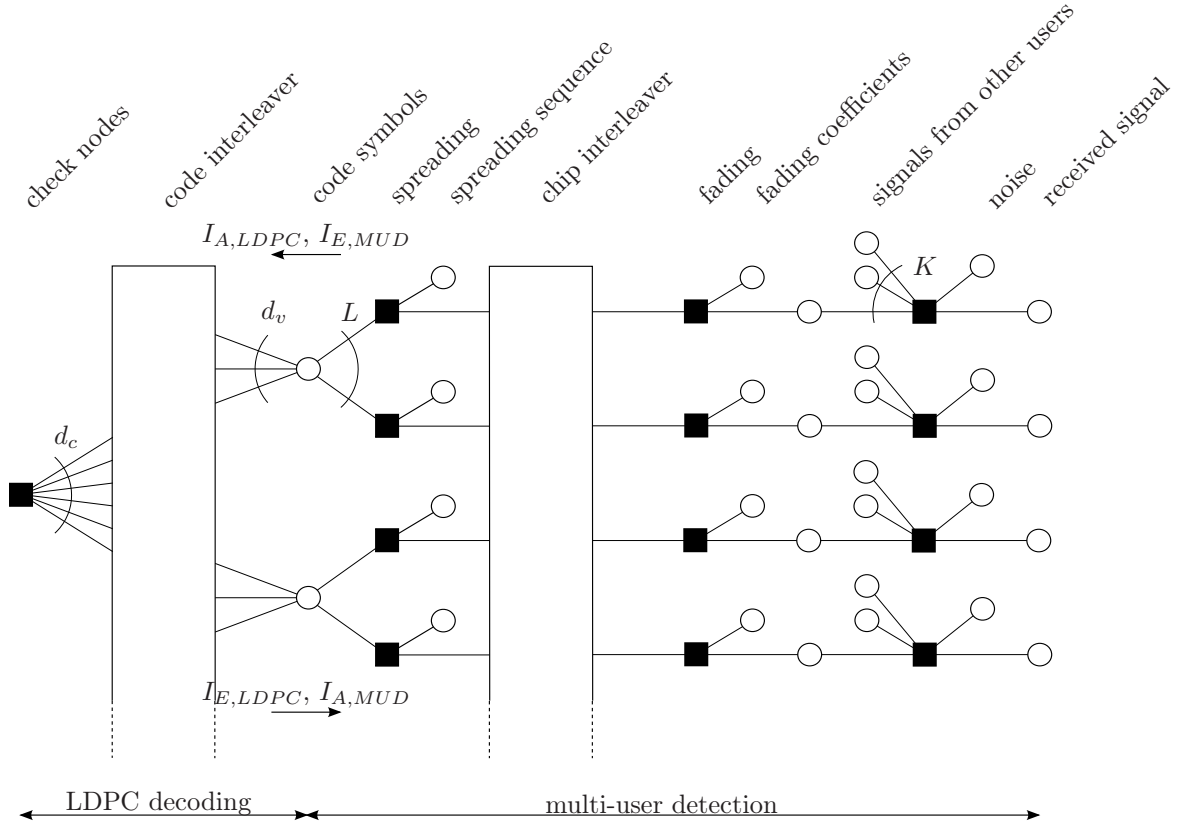 check nodes
code interleaver
code symbols
spreading
spreading sequence
chip interleaver
fading
fading coefficients
signals from other users
noise
received signal
I_{A,LDPC}, I_{E,MUD}
d_v
L
K
d_c
I_{E,LDPC}, I_{A,MUD}
LDPC decoding
multi-user detection